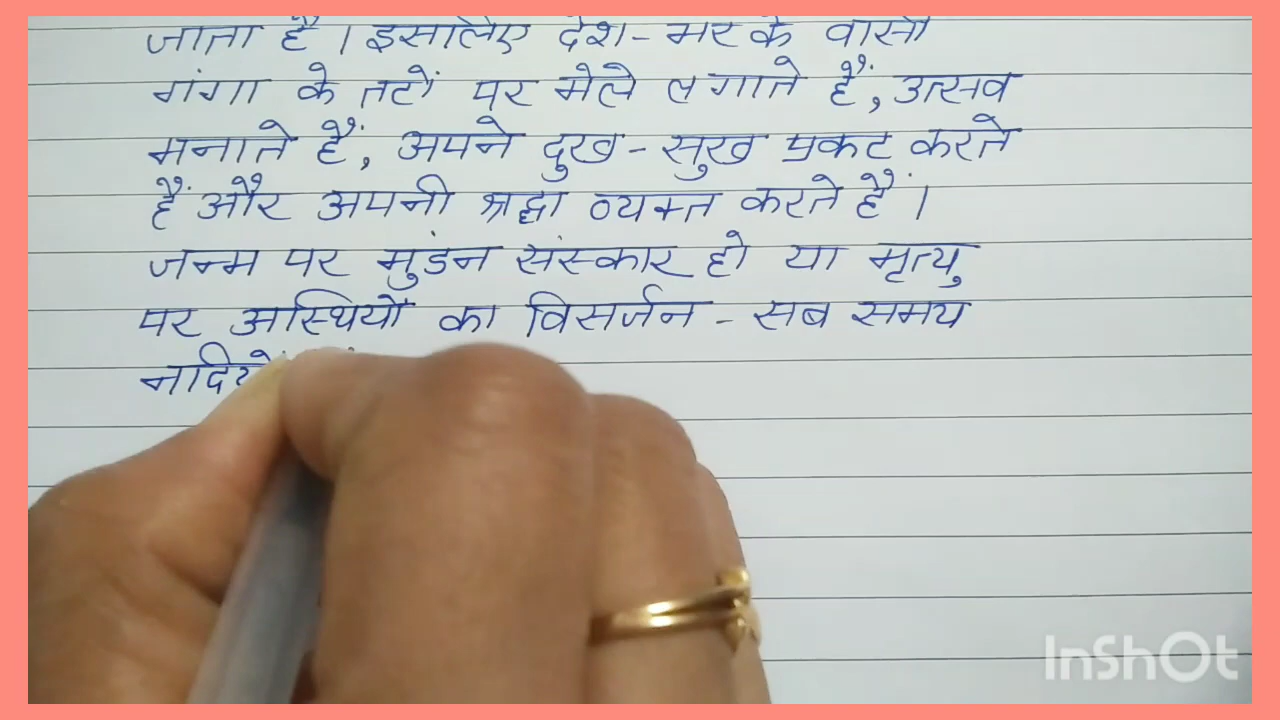 जाता है। इसलिए देश-भर के वासी
गंगा के तटों पर मेले लगाते हैं, उत्सव
मनाते हैं, अपने दुख-सुख प्रकट करते
हैं और अपनी श्रद्धा व्यक्त करते हैं।
जन्म पर मुंडन संस्कार हो या मृत्यु
पर अस्थियों का विसर्जन - सब समय
InShOt